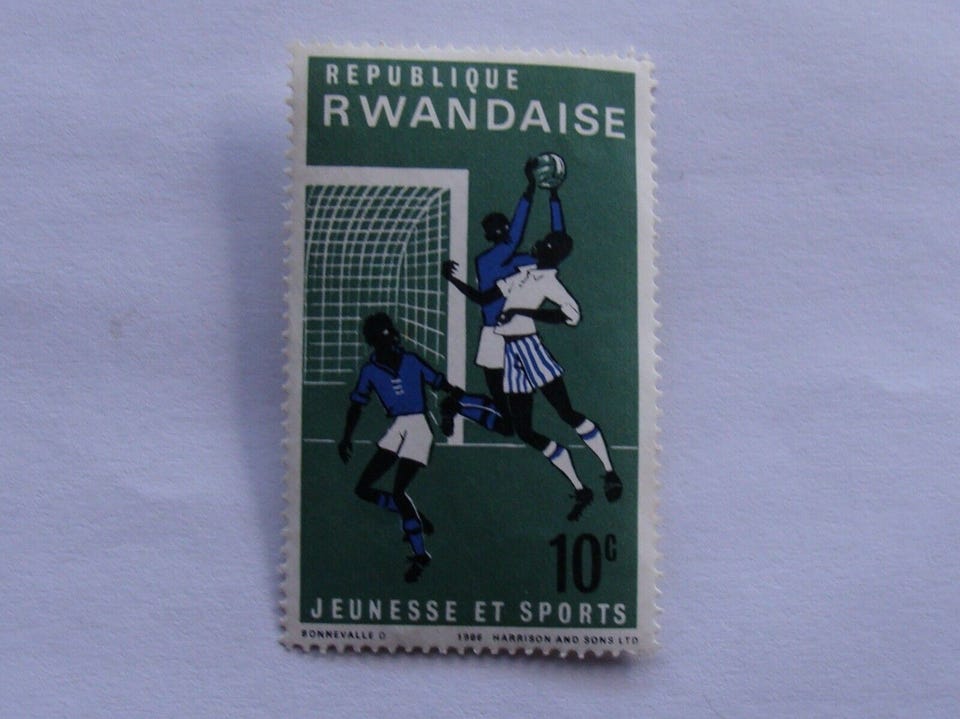 REPUBLIQUE
RWANDAISE
10c
JEUNESSE ET SPORTS
BONNEVALLE O 1966 HARRISON AND SONS LTD